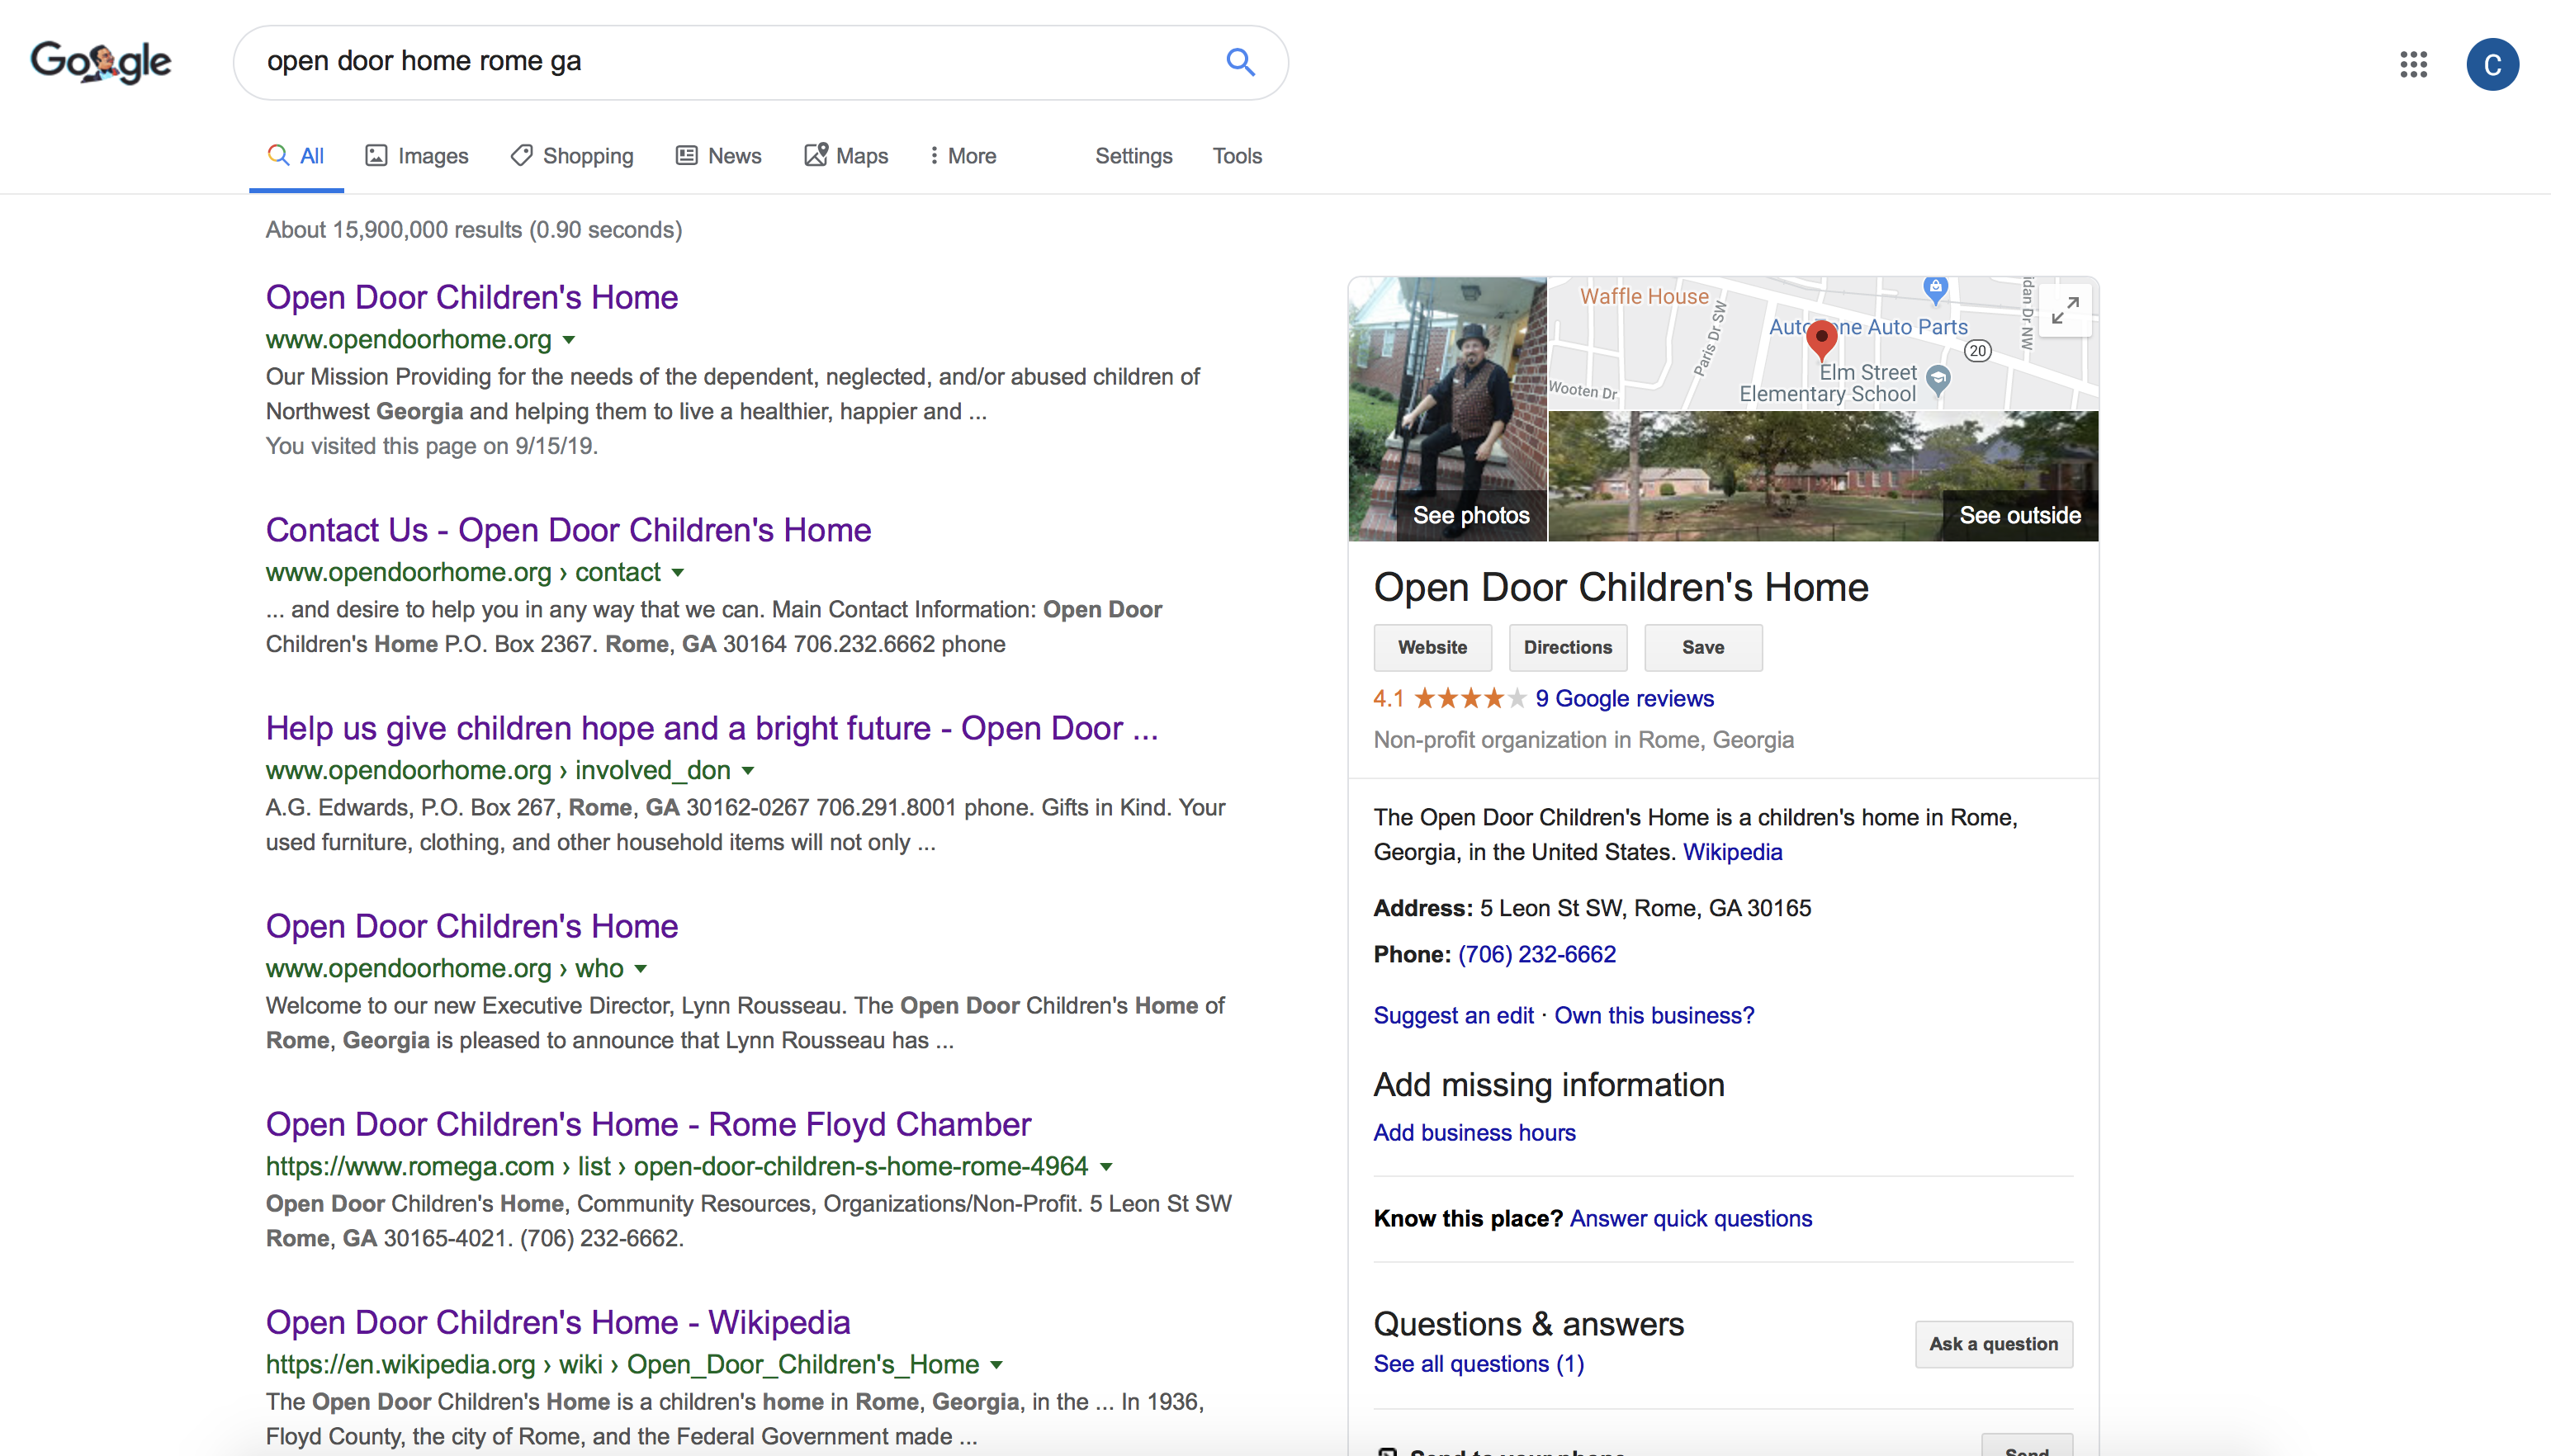 Google
open door home rome ga
C
All Images Shopping News Maps More Settings Tools
About 15,900,000 results (0.90 seconds)
Open Door Children's Home
www.opendoorhome.org
Our Mission Providing for the needs of the dependent, neglected, and/or abused children of
Northwest Georgia and helping them to live a healthier, happier and ...
You visited this page on 9/15/19.
Contact Us - Open Door Children's Home
www.opendoorhome.org › contact
... and desire to help you in any way that we can. Main Contact Information: Open Door
Children's Home P.O. Box 2367. Rome, GA 30164 706.232.6662 phone
Help us give children hope and a bright future - Open Door ...
www.opendoorhome.org › involved_don
A.G. Edwards, P.O. Box 267, Rome, GA 30162-0267 706.291.8001 phone. Gifts in Kind. Your
used furniture, clothing, and other household items will not only ...
Open Door Children's Home
www.opendoorhome.org › who
Welcome to our new Executive Director, Lynn Rousseau. The Open Door Children's Home of
Rome, Georgia is pleased to announce that Lynn Rousseau has ...
Open Door Children's Home - Rome Floyd Chamber
https://www.romega.com › list › open-door-children-s-home-rome-4964
Open Door Children's Home, Community Resources, Organizations/Non-Profit. 5 Leon St SW
Rome, GA 30165-4021. (706) 232-6662.
Open Door Children's Home - Wikipedia
https://en.wikipedia.org › wiki › Open_Door_Children's_Home
The Open Door Children's Home is a children's home in Rome, Georgia, in the ... In 1936,
Floyd County, the city of Rome, and the Federal Government made ...
Waffle House
Paris Dr SW
AutoZone Auto Parts
idan Dr NW
20
Elm Street
Elementary School
Wooten Dr
See photos
See outside
Open Door Children's Home
Website Directions Save
4.1 9 Google reviews
Non-profit organization in Rome, Georgia
The Open Door Children's Home is a children's home in Rome,
Georgia, in the United States. Wikipedia
Address: 5 Leon St SW, Rome, GA 30165
Phone: (706) 232-6662
Suggest an edit · Own this business?
Add missing information
Add business hours
Know this place? Answer quick questions
Questions & answers
See all questions (1)
Ask a question
Send to your phone
Send